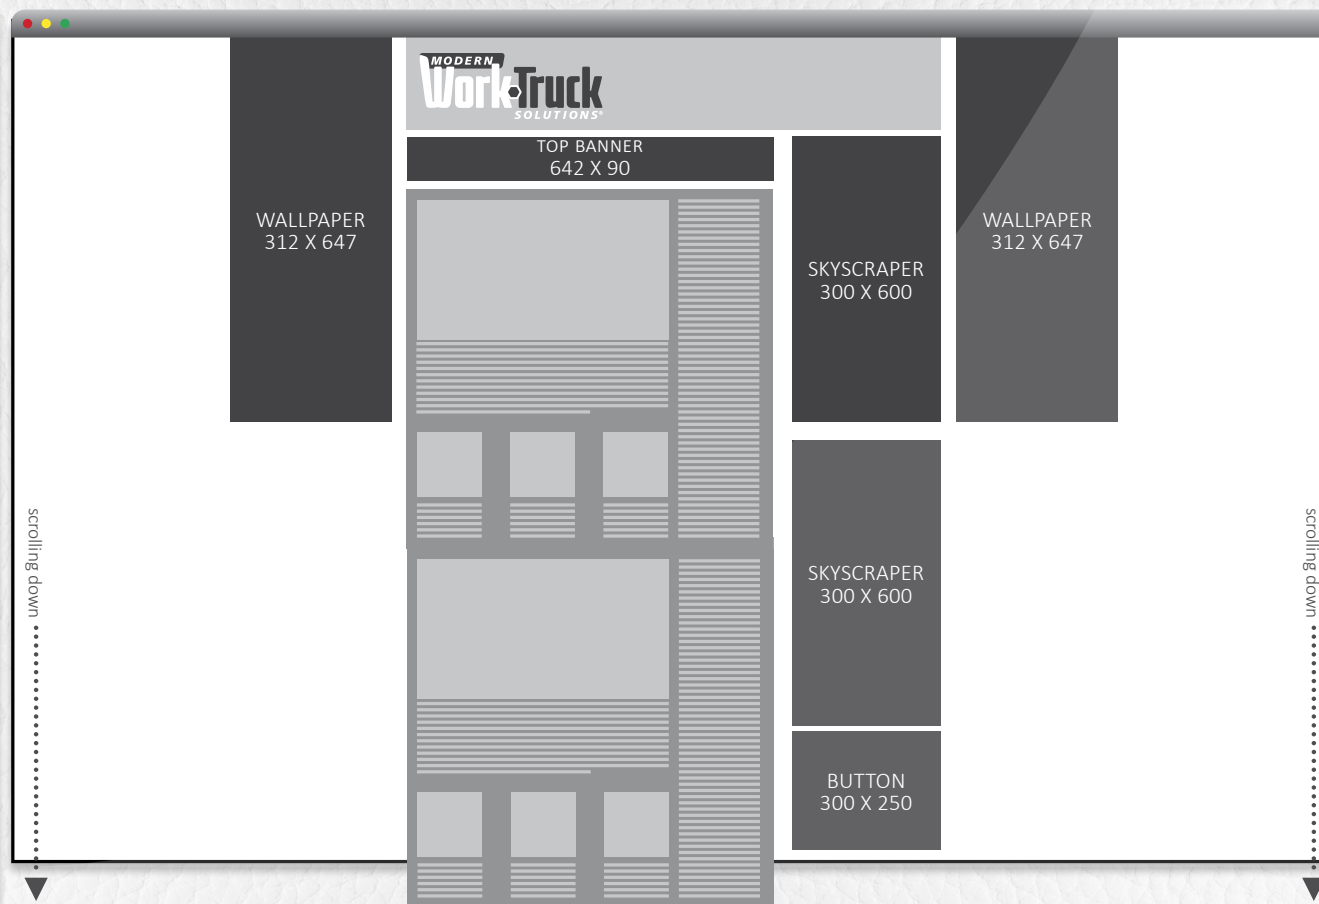 MODERN
Work Truck
SOLUTIONS®
TOP BANNER
642 X 90
WALLPAPER
312 X 647
SKYSCRAPER
300 X 600
WALLPAPER
312 X 647
SKYSCRAPER
300 X 600
BUTTON
300 X 250
scrolling down
scrolling down